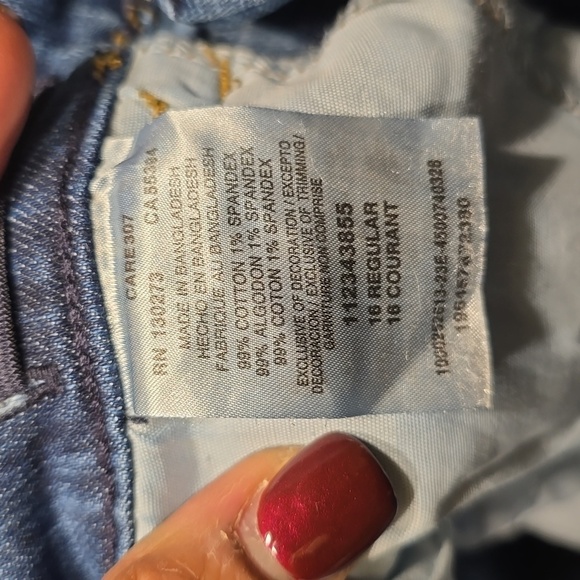 CARE307
RN 130273 CA 55384
MADE IN BANGLADESH
HECHO EN BANGLADESH
FABRIQUE AU BANGLADESH
99% COTTON 1% SPANDEX
99% ALGODON 1% SPANDEX
99% COTON 1% SPANDEX
EXCLUSIVE OF DECORATION / EXCEPTO
DECORACION / EXCLUSIVE OF TRIMMING/
GARNITURE NON COMPRISE
112343855
16 REGULAR
16 COURANT